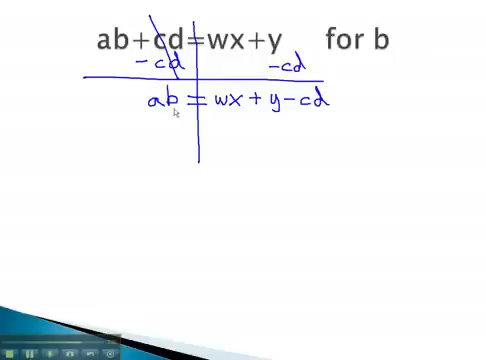 ab+cd=wx+y for b
-cd -cd
ab = wx + y - cd